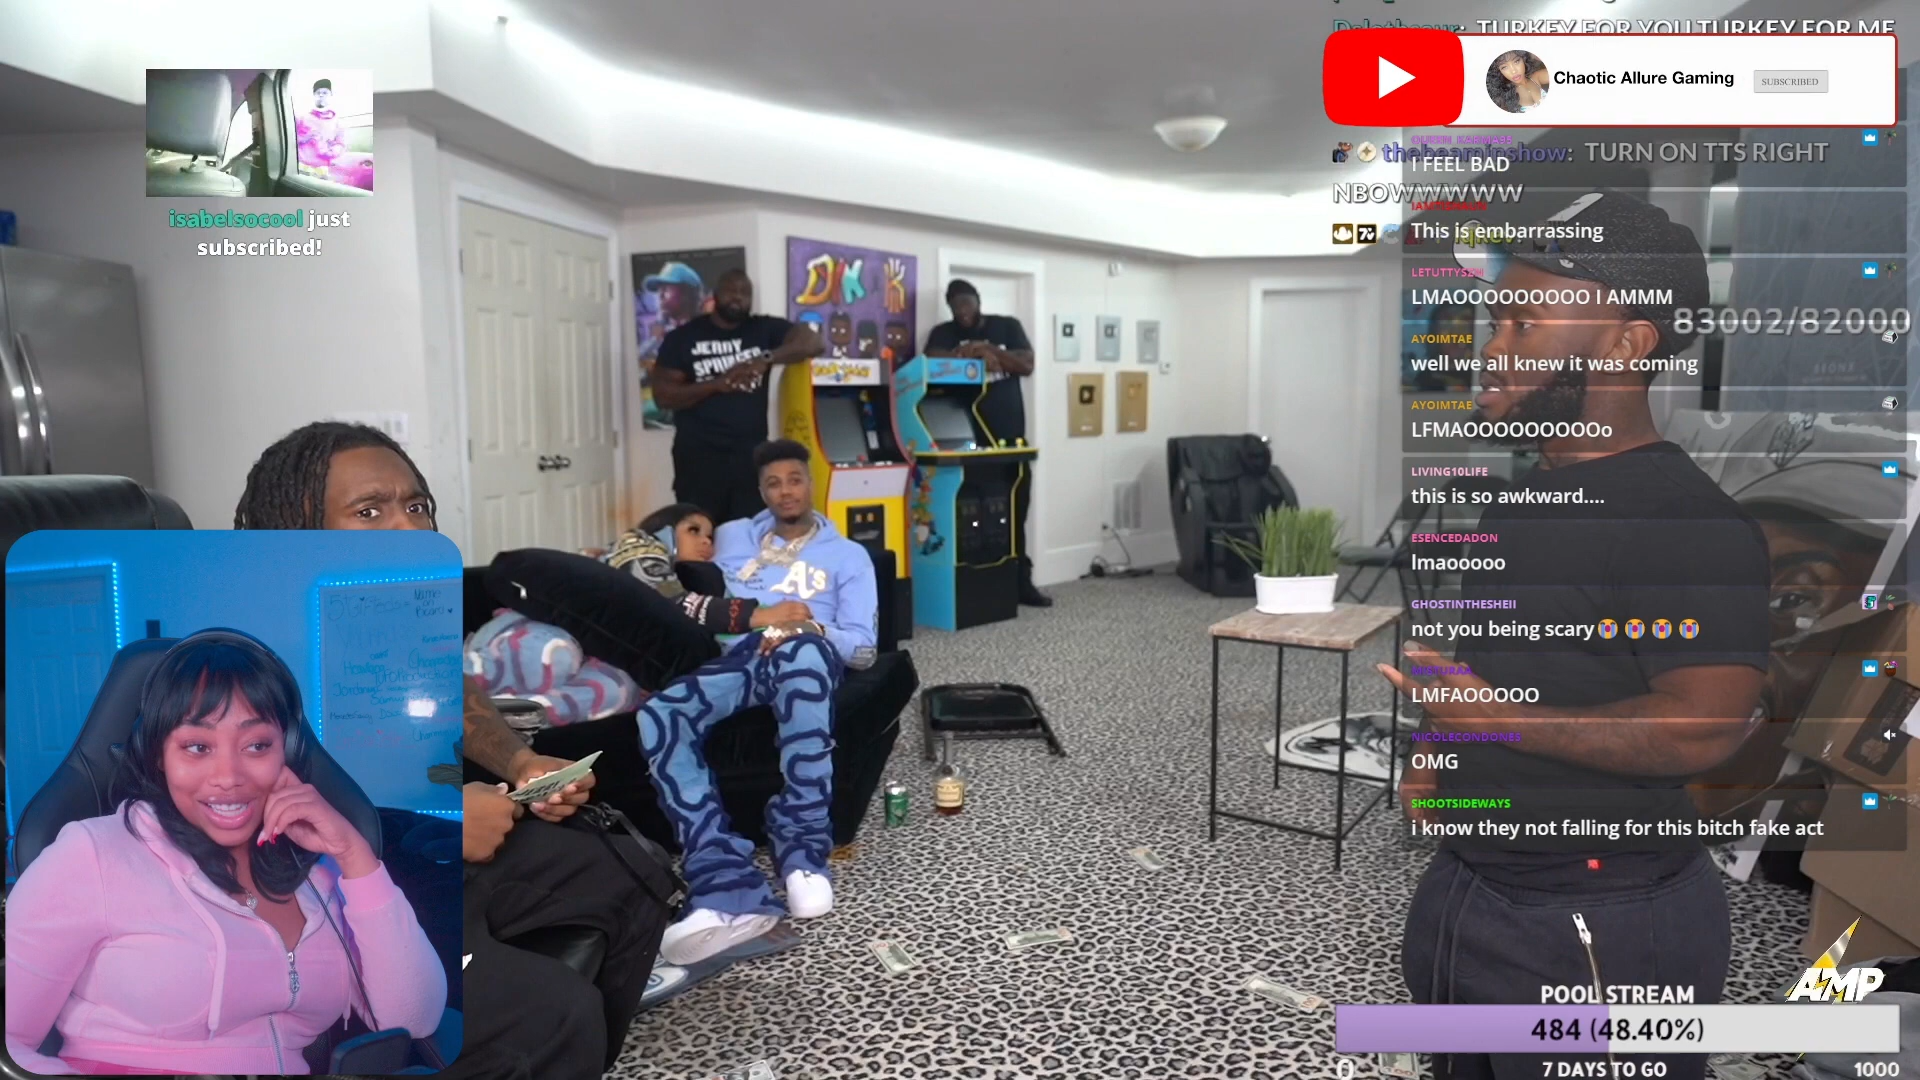 TURKEY FOR YOU TURKEY FOR ME
Chaotic Allure Gaming
SUBSCRIBED
isabelsocool just
subscribed!
thebeaminshow: TURN ON TTS RIGHT
NBOWWWWW
I FEEL BAD
This is embarrassing
LMAOOOOOOOOO I AMMM
83002/82000
AYOIMTAE
well we all knew it was coming
AYOIMTAE
LFMAOOOOOOOOOo
LIVING10LIFE
this is so awkward....
ESENCEDADON
lmaooooo
GHOSTINTHESHEII
not you being scary😭😭😭😭
LMFAOOOOO
NICOLECONDONES
OMG
SHOOTSIDEWAYS
i know they not falling for this bitch fake act
JERRY
SPRINGER
A's
AMP
POOL STREAM
484 (48.40%)
0
7 DAYS TO GO
1000